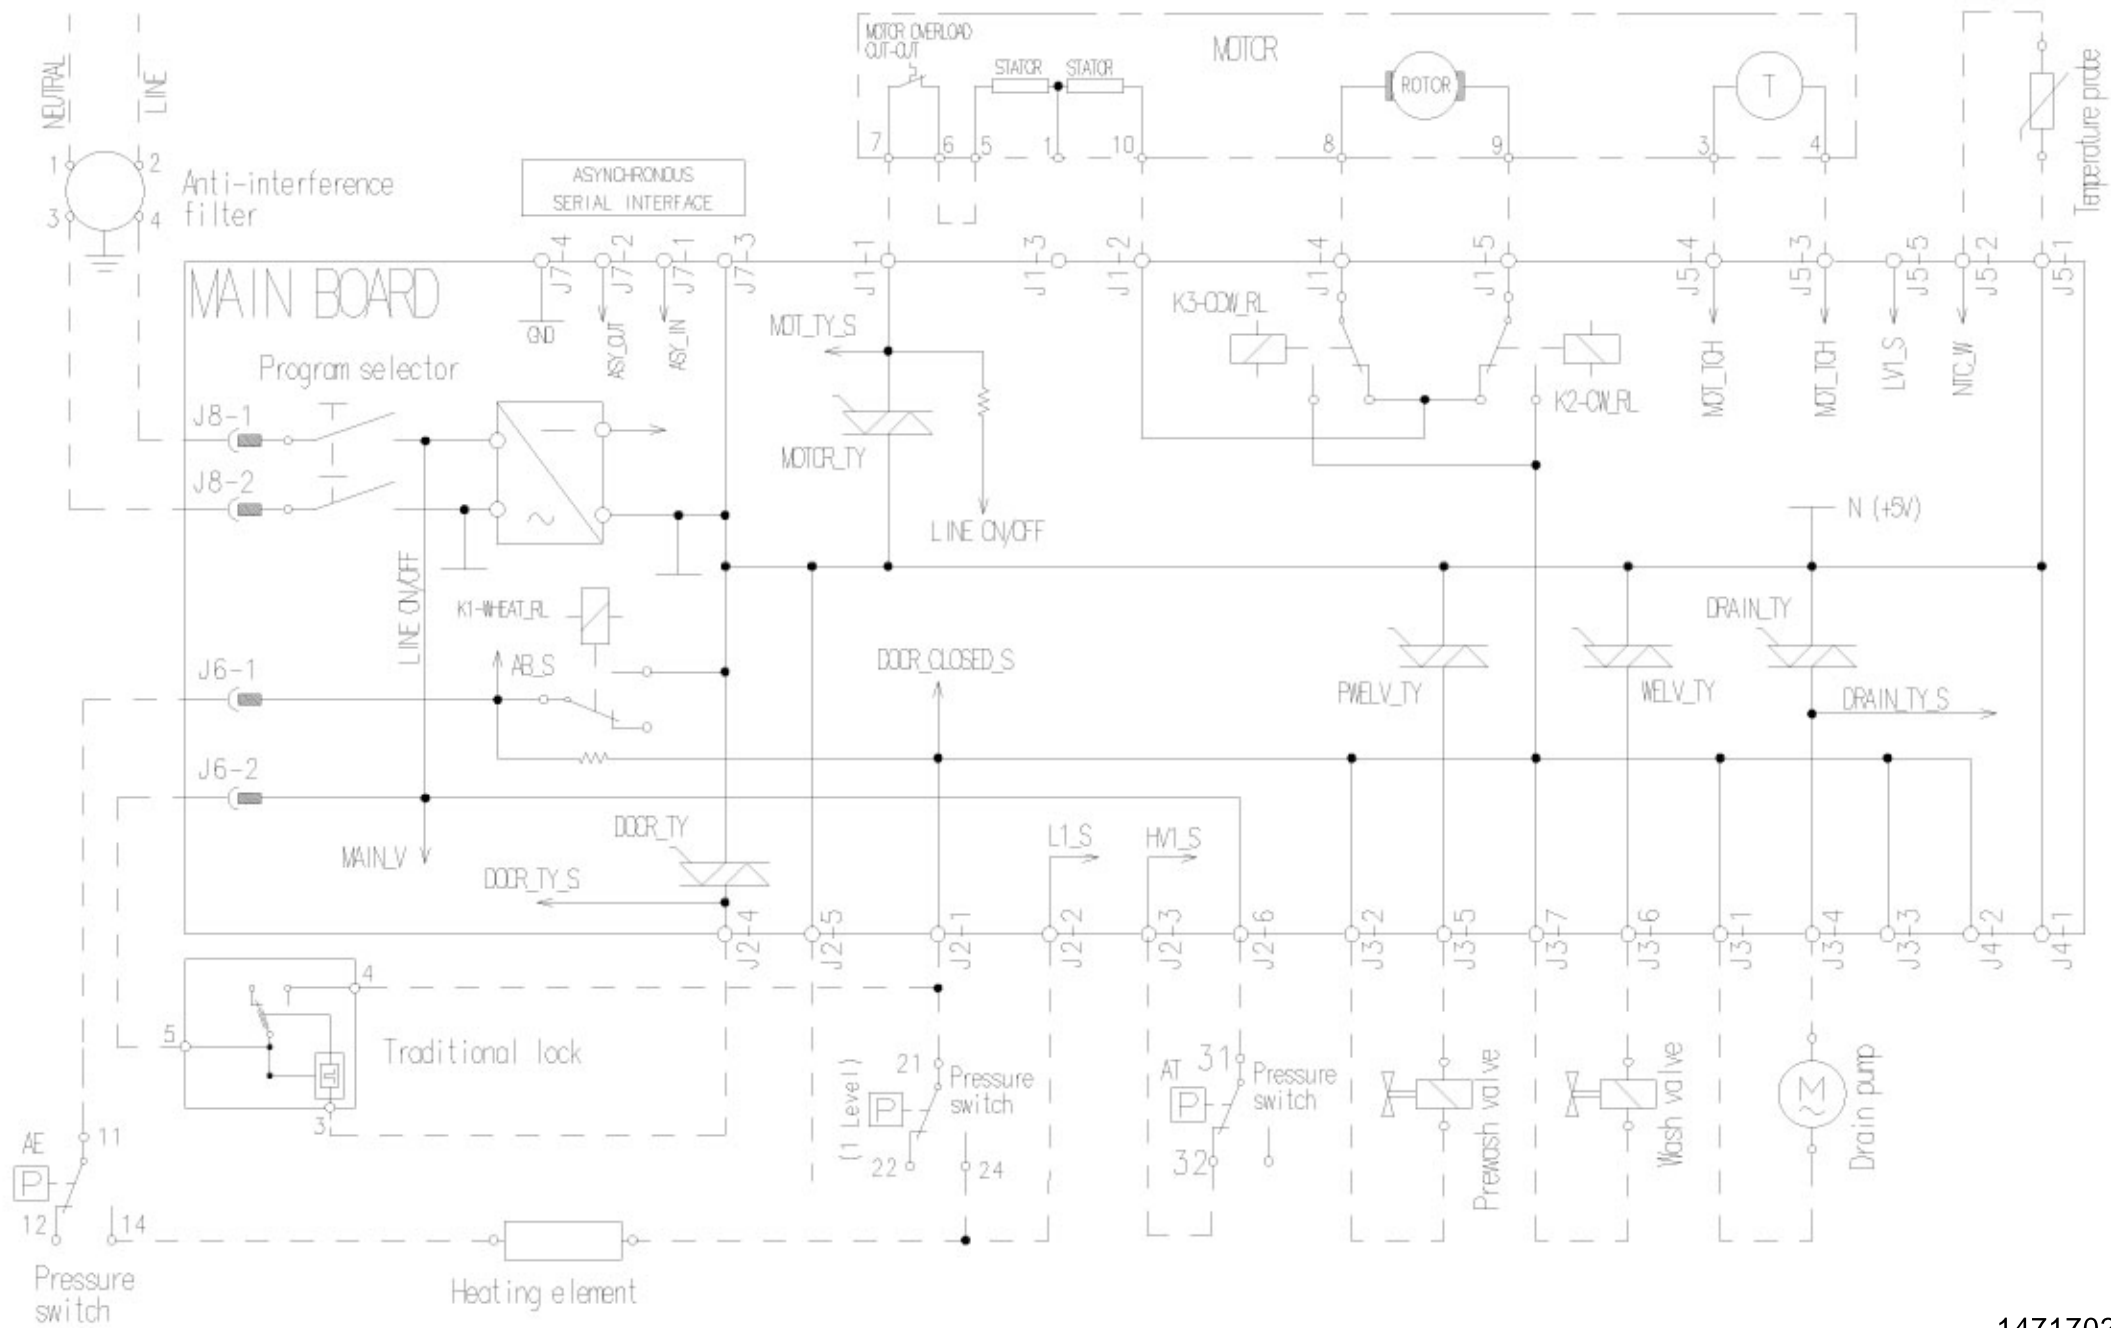 MOTOR OVERLOAD
CUT-OUT
MOTOR
STATOR
STATOR
ROTOR
T
7
6
5
1
10
8
9
3
4
Temperature probe
NEUTRAL
LINE
1
2
3
4
Anti-interference
filter
ASYNCHRONOUS
SERIAL INTERFACE
MAIN BOARD
J7-4
J7-2
J7-1
J7-3
J1-1
J1-3
J1-2
J1-4
J1-5
J5-4
J5-3
J5-5
J5-2
J5-1
GND
ASY_OUT
ASY_IN
MOT_TY_S
K3-CCW_RL
K2-CW_RL
MOT_TCH
MOT_TCH
LV1_S
NTC_W
Program selector
J8-1
J8-2
MOTOR_TY
LINE ON/OFF
N (+5V)
LINE ON/OFF
K1-WHEAT_RL
AB_S
J6-1
J6-2
DOOR_CLOSED_S
PWELV_TY
WELV_TY
DRAIN_TY
DRAIN_TY_S
MAIN_V
DOOR_TY
DOOR_TY_S
L1_S
HV1_S
J2-4
J2-5
J2-1
J2-2
J2-3
J2-6
J3-2
J3-5
J3-7
J3-6
J3-1
J3-4
J3-3
J4-2
J4-1
4
5
3
Traditional lock
(1 Level)
P
21
22
24
Pressure
switch
AT
P
31
32
Pressure
switch
Prewash valve
Wash valve
M
Drain pump
AE
P
11
12
14
Pressure
switch
Heating element